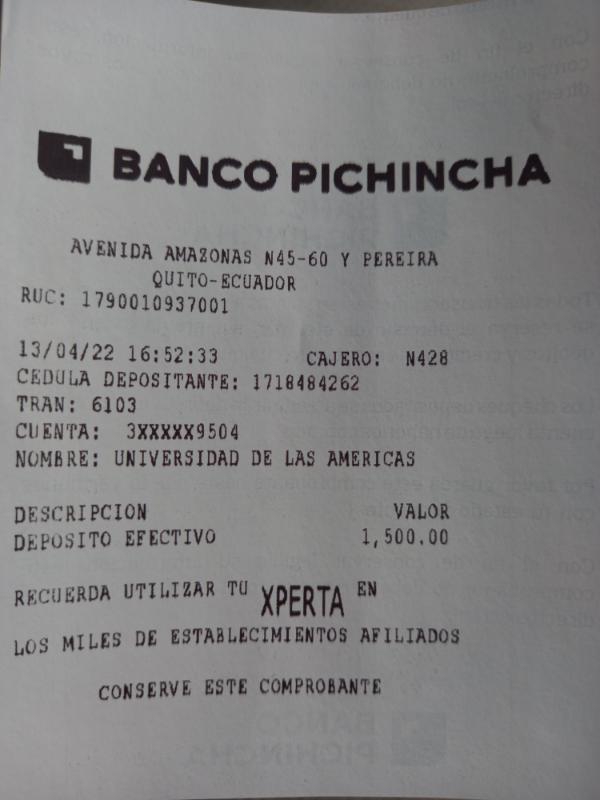 BANCO PICHINCHA
AVENIDA AMAZONAS N45-60 Y PEREIRA
QUITO-ECUADOR
RUC: 1790010937001
13/04/22 16:52:33 CAJERO: N428
CEDULA DEPOSITANTE: 1718484262
TRAN: 6103
CUENTA: 3XXXXX9504
NOMBRE: UNIVERSIDAD DE LAS AMERICAS
DESCRIPCION VALOR
DEPOSITO EFECTIVO 1,500.00
RECUERDA UTILIZAR TU XPERTA EN
LOS MILES DE ESTABLECIMIENTOS AFILIADOS
CONSERVE ESTE COMPROBANTE